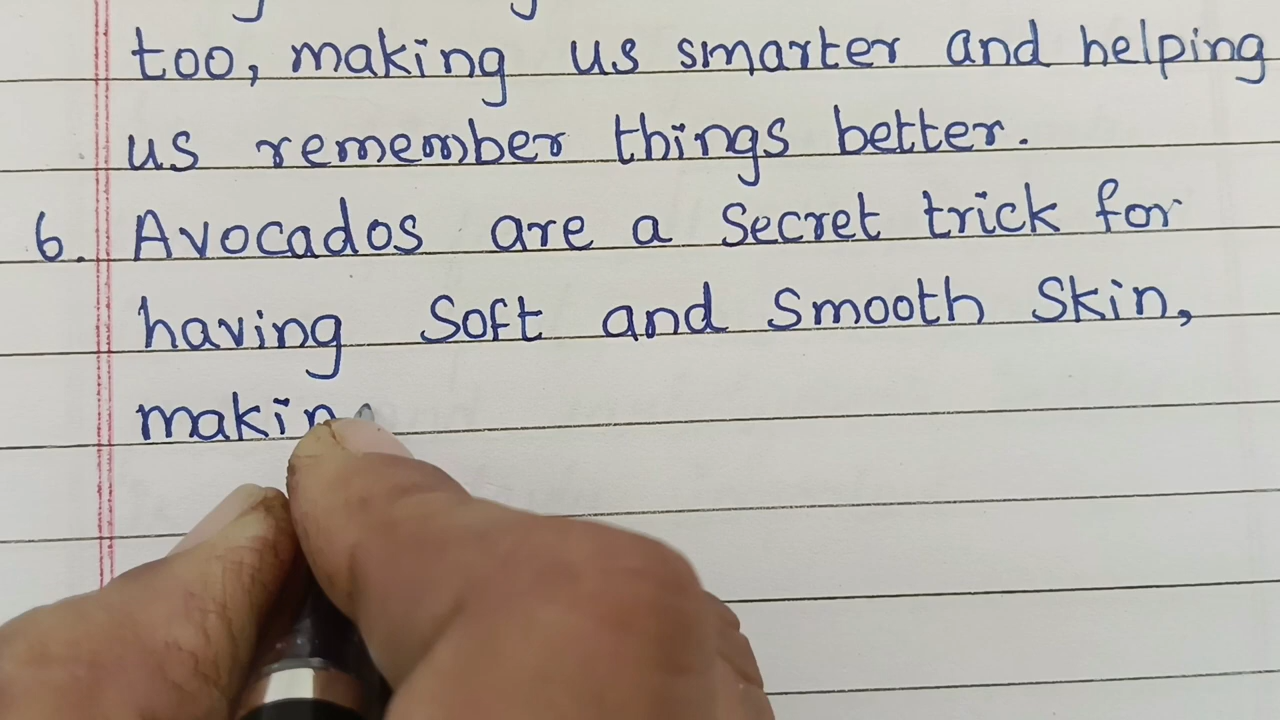 too, making us smarter and helping
us remember things better.
6. Avocados are a secret trick for
having soft and smooth skin,
makin